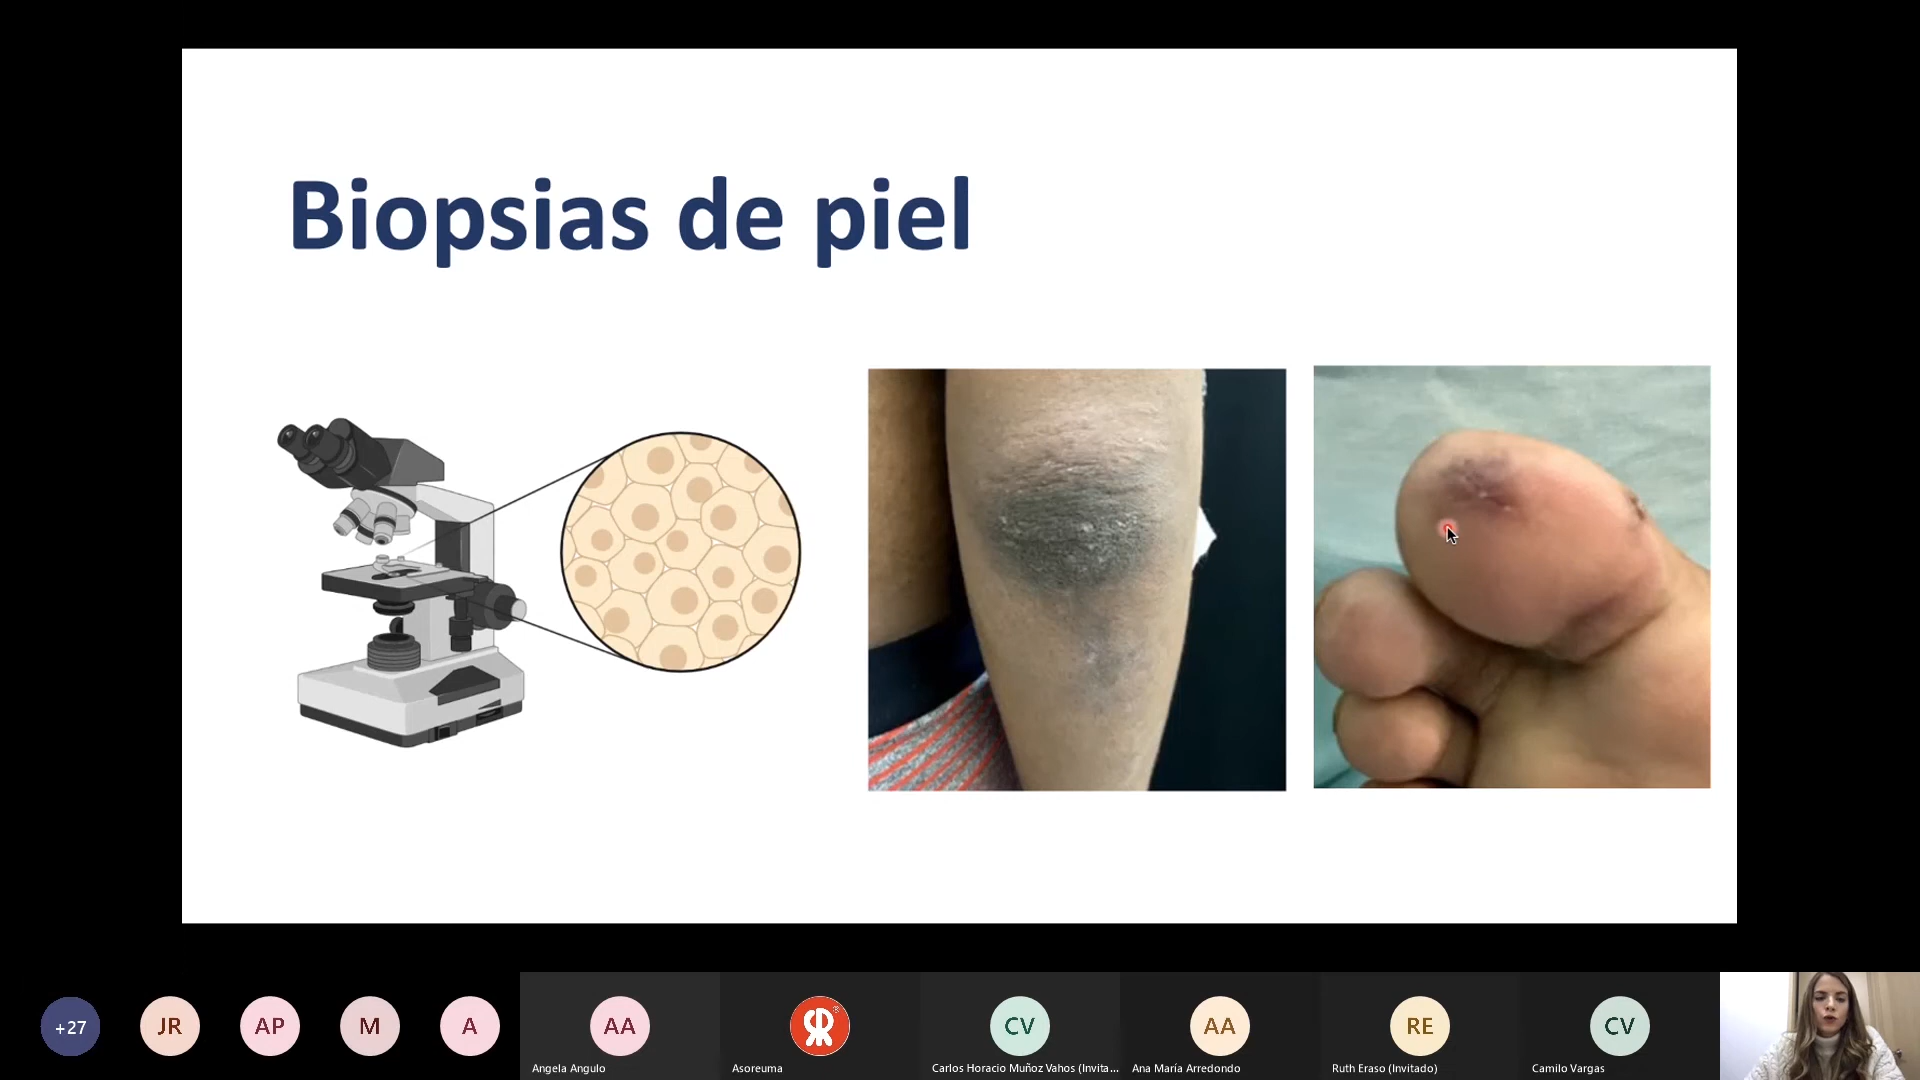 Biopsias de piel
+27
JR
AP
M
A
AA
CV
AA
RE
CV
Angela Angulo
Asoreuma
Carlos Horacio Muñoz Vahos (Invita...
Ana María Arredondo
Ruth Eraso (Invitado)
Camilo Vargas